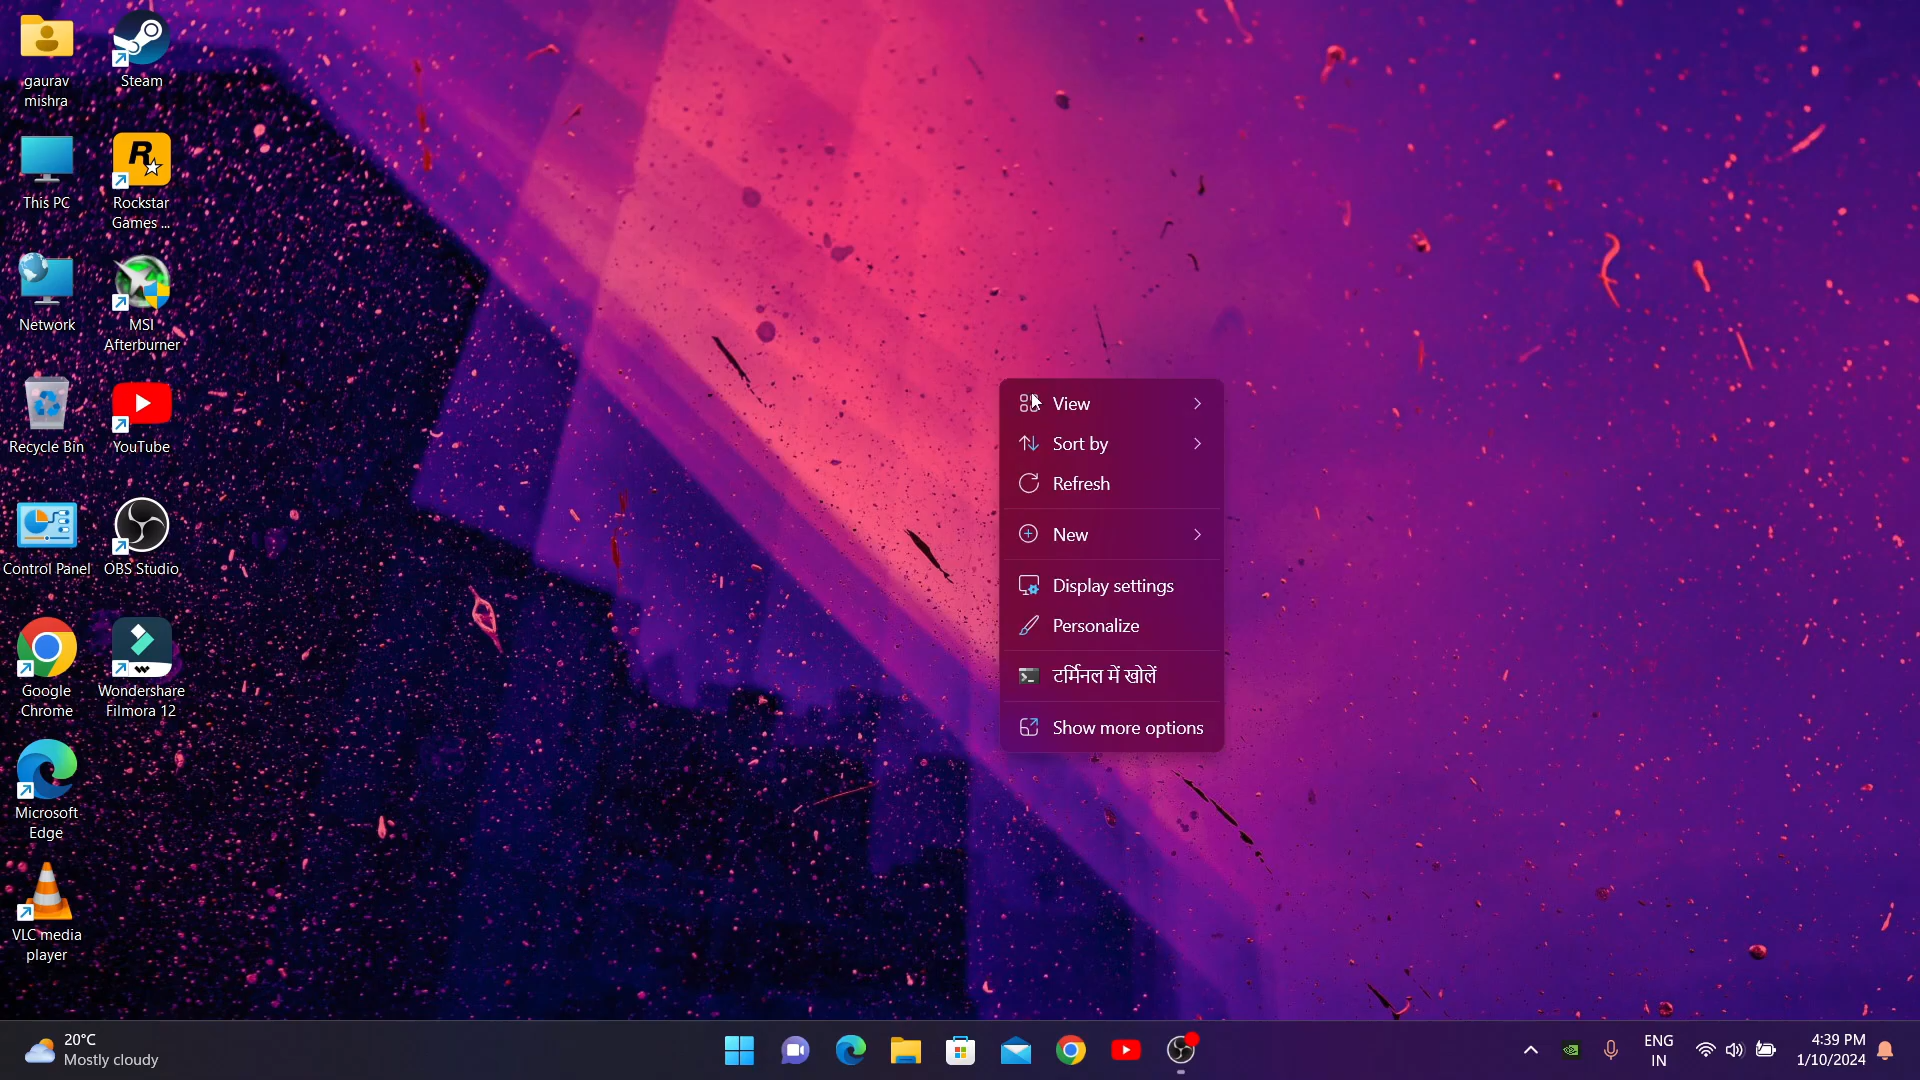 gaurav
mishra
Steam
This PC
Rockstar
Games ...
Network
MSI
Afterburner
Recycle Bin
YouTube
Control Panel
OBS Studio
Google
Chrome
Wondershare
Filmora 12
Microsoft
Edge
VLC media
player
View
Sort by
Refresh
New
Display settings
Personalize
टर्मिनल में खोलें
Show more options
20°C
Mostly cloudy
ENG
IN
4:39 PM
1/10/2024